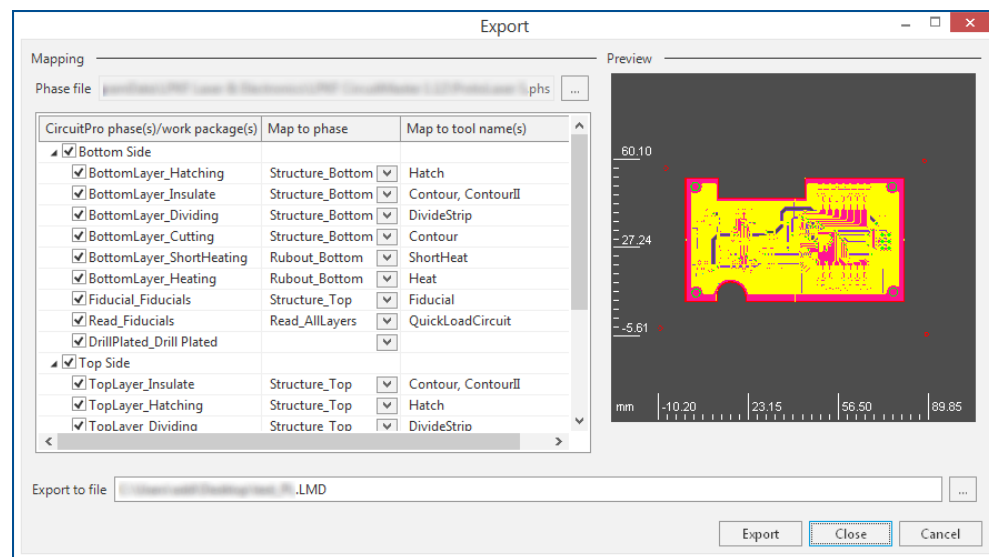 Export
Mapping
Preview
Phase file .phs ...
CircuitPro phase(s)/work package(s) Map to phase Map to tool name(s)
Bottom Side
BottomLayer_Hatching Structure_Bottom Hatch
BottomLayer_Insulate Structure_Bottom Contour, ContourII
BottomLayer_Dividing Structure_Bottom DivideStrip
BottomLayer_Cutting Structure_Bottom Contour
BottomLayer_ShortHeating Rubout_Bottom ShortHeat
BottomLayer_Heating Rubout_Bottom Heat
Fiducial_Fiducials Structure_Top Fiducial
Read_Fiducials Read_AllLayers QuickLoadCircuit
DrillPlated_Drill Plated
Top Side
TopLayer_Insulate Structure_Top Contour, ContourII
TopLayer_Hatching Structure_Top Hatch
TopLayer_Dividing Structure_Top DivideStrip
60.10
27.24
-5.61
mm -10.20 23.15 56.50 89.85
Export to file .LMD ...
Export Close Cancel